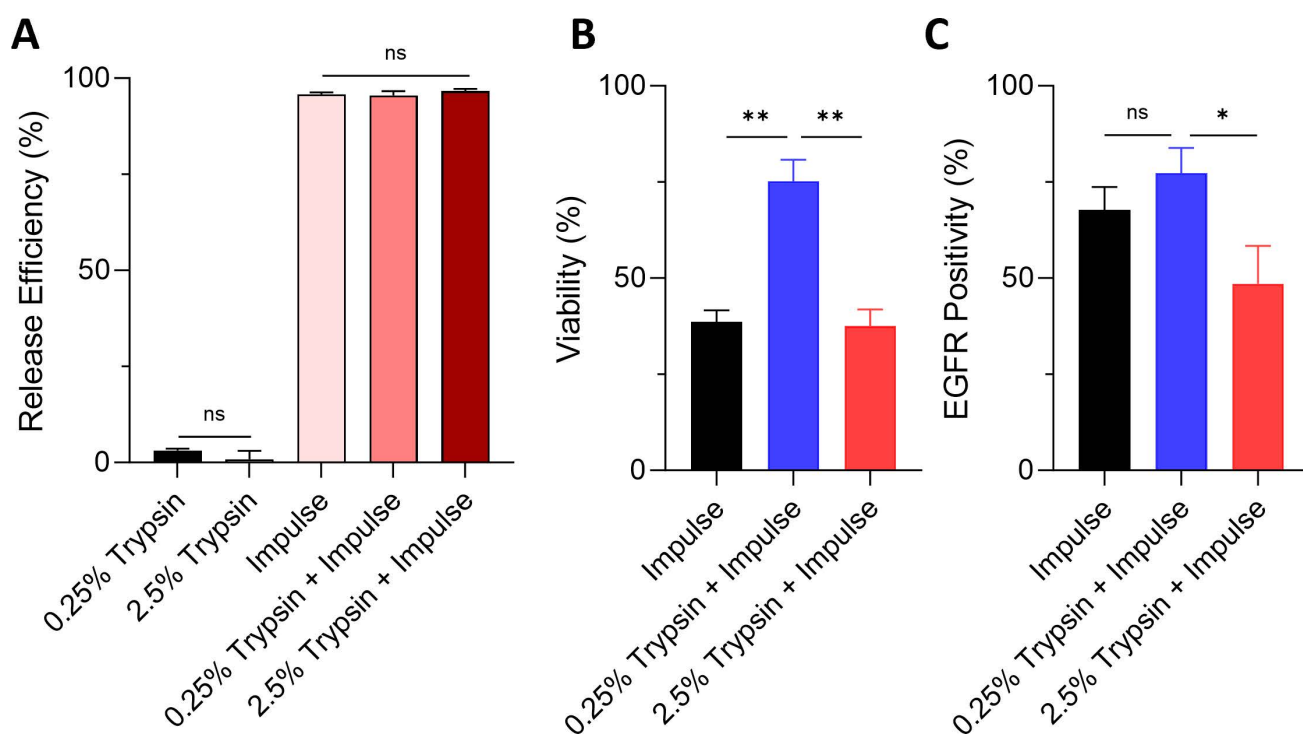 A
Release Efficiency (%)
100
50
0
ns
ns
0.25% Trypsin
2.5% Trypsin
Impulse
0.25% Trypsin + Impulse
2.5% Trypsin + Impulse
B
Viability (%)
100
50
0
**
**
Impulse
0.25% Trypsin + Impulse
2.5% Trypsin + Impulse
C
EGFR Positivity (%)
100
50
0
ns
*
Impulse
0.25% Trypsin + Impulse
2.5% Trypsin + Impulse